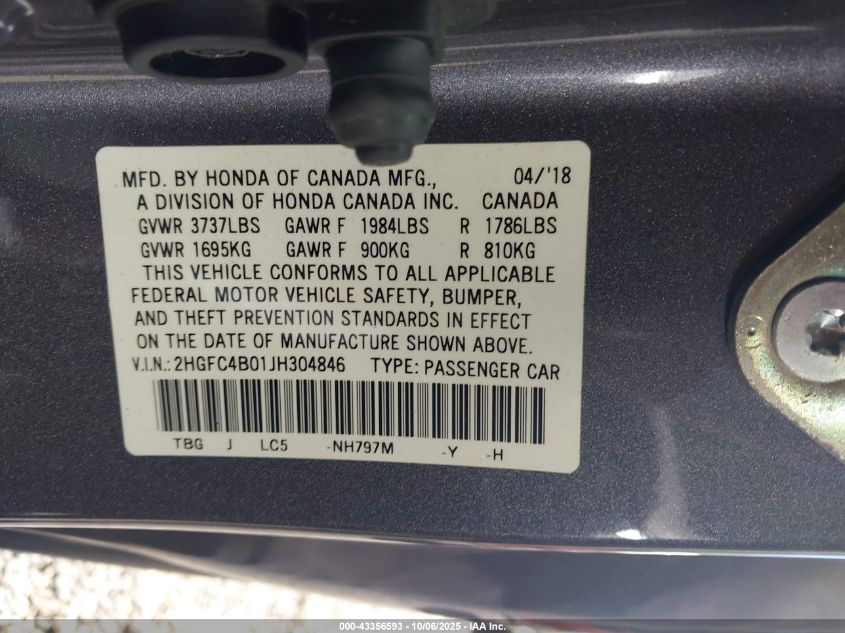 MFD. BY HONDA OF CANADA MFG., 04/'18
A DIVISION OF HONDA CANADA INC. CANADA
GVWR 3737LBS GAWR F 1984LBS R 1786LBS
GVWR 1695KG GAWR F 900KG R 810KG
THIS VEHICLE CONFORMS TO ALL APPLICABLE
FEDERAL MOTOR VEHICLE SAFETY, BUMPER,
AND THEFT PREVENTION STANDARDS IN EFFECT
ON THE DATE OF MANUFACTURE SHOWN ABOVE.
V.I.N.: 2HGFC4B01JH304846 TYPE: PASSENGER CAR
TBG J LC5 -NH797M -Y -H
000-43356593 - 10/06/2025 - IAA Inc.